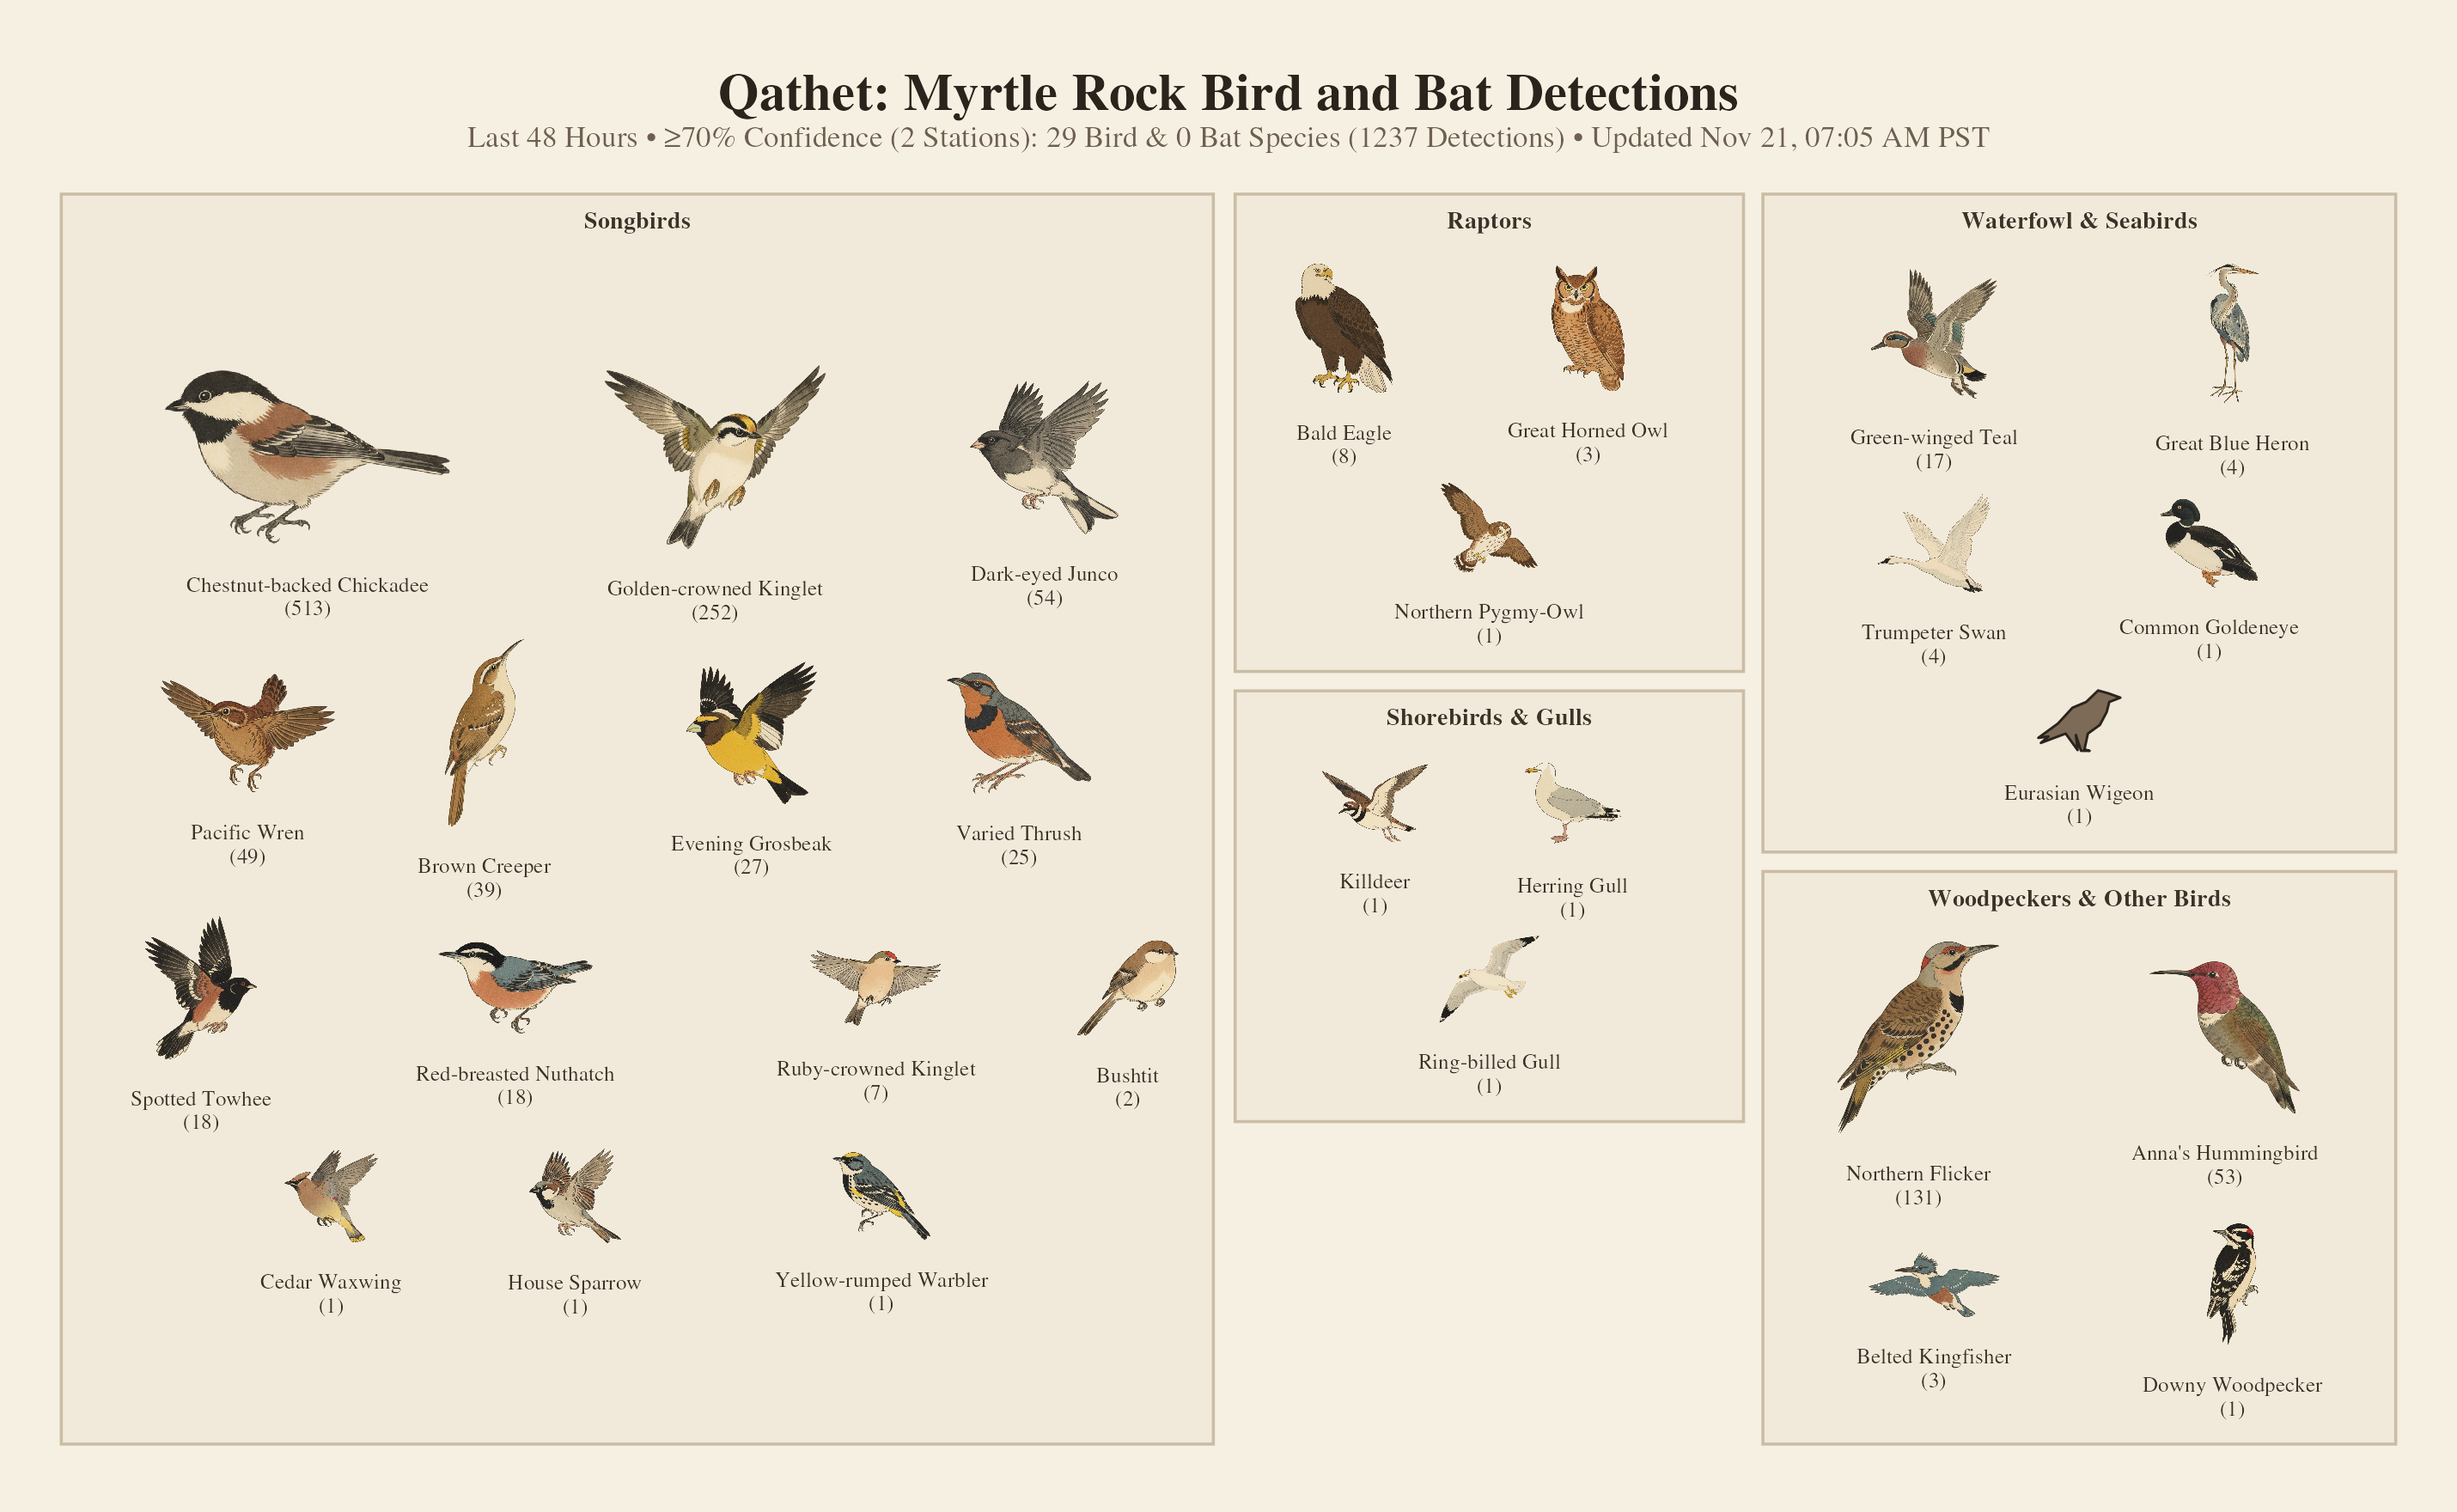 Qathet: Myrtle Rock Bird and Bat Detections
Last 48 Hours • ≥70% Confidence (2 Stations): 29 Bird & 0 Bat Species (1237 Detections) • Updated Nov 21, 07:05 AM PST
Songbirds
Chestnut-backed Chickadee
(513)
Golden-crowned Kinglet
(252)
Dark-eyed Junco
(54)
Pacific Wren
(49)
Brown Creeper
(39)
Evening Grosbeak
(27)
Varied Thrush
(25)
Spotted Towhee
(18)
Red-breasted Nuthatch
(18)
Ruby-crowned Kinglet
(7)
Bushtit
(2)
Cedar Waxwing
(1)
House Sparrow
(1)
Yellow-rumped Warbler
(1)
Raptors
Bald Eagle
(8)
Great Horned Owl
(3)
Northern Pygmy-Owl
(1)
Shorebirds & Gulls
Killdeer
(1)
Herring Gull
(1)
Ring-billed Gull
(1)
Waterfowl & Seabirds
Green-winged Teal
(17)
Great Blue Heron
(4)
Trumpeter Swan
(4)
Common Goldeneye
(1)
Eurasian Wigeon
(1)
Woodpeckers & Other Birds
Northern Flicker
(131)
Anna's Hummingbird
(53)
Belted Kingfisher
(3)
Downy Woodpecker
(1)